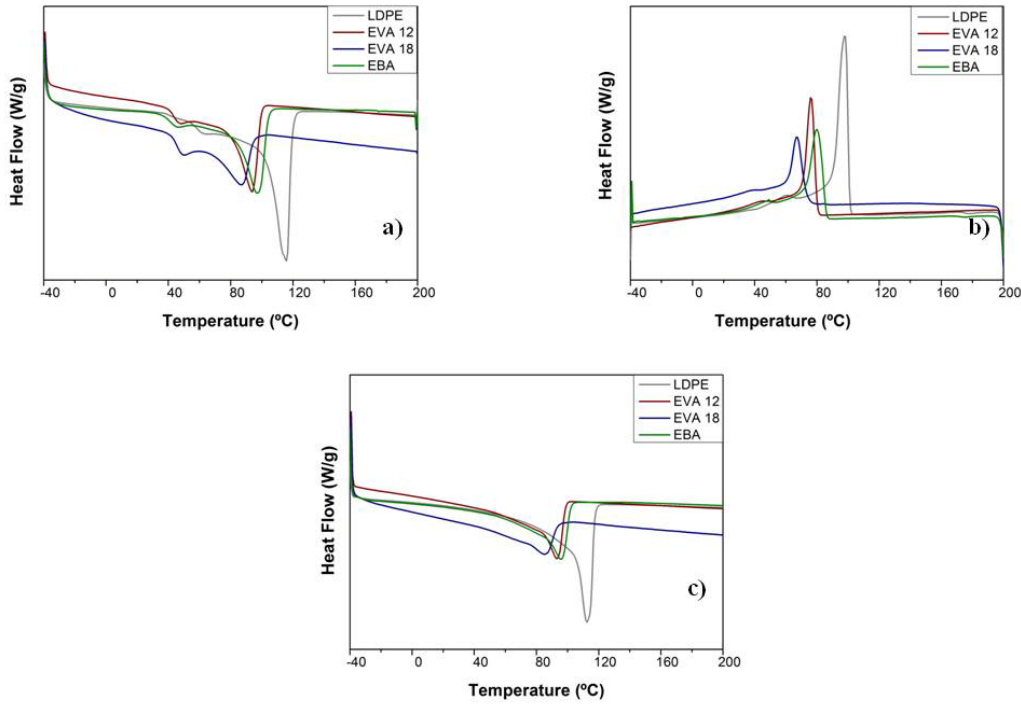 LDPE
EVA 12
EVA 18
EBA
Heat Flow (W/g)
a)
-40 0 40 80 120 160 200
Temperature (ºC)
LDPE
EVA 12
EVA 18
EBA
Heat Flow (W/g)
b)
-40 0 40 80 120 160 200
Temperature (ºC)
LDPE
EVA 12
EVA 18
EBA
Heat Flow (W/g)
c)
-40 0 40 80 120 160 200
Temperature (ºC)